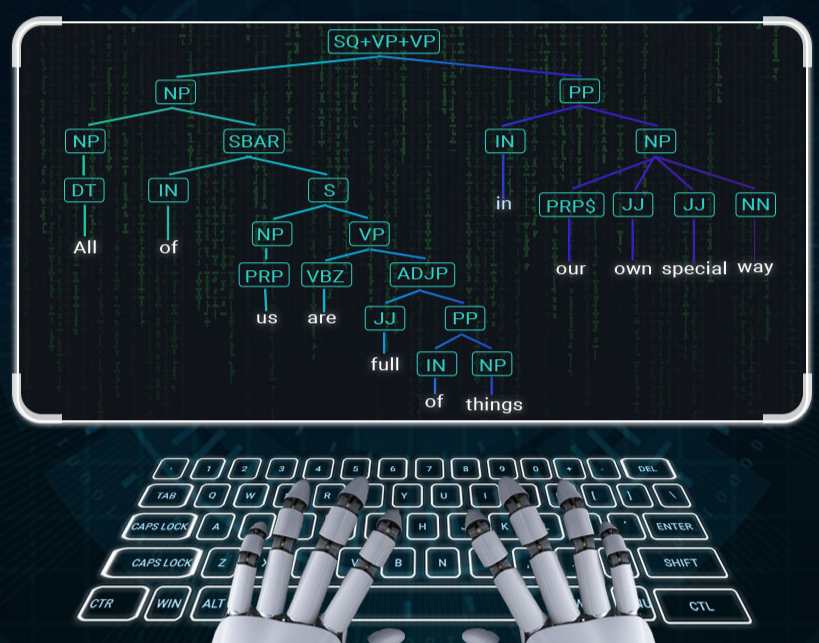 SQ+VP+VP
NP PP
NP SBAR IN NP
DT IN S in PRP$ JJ JJ NN
All of NP VP our own special way
PRP VBZ ADJP
us are JJ PP
full IN NP
of things
1 2 3 4 5 6 7 8 9 0 + - DEL
TAB Q W R Y U I [ ] \
CAPS LOCK A H K ' ENTER
CAPS LOCK Z V B N SHIFT
CTR WIN ALT CTL